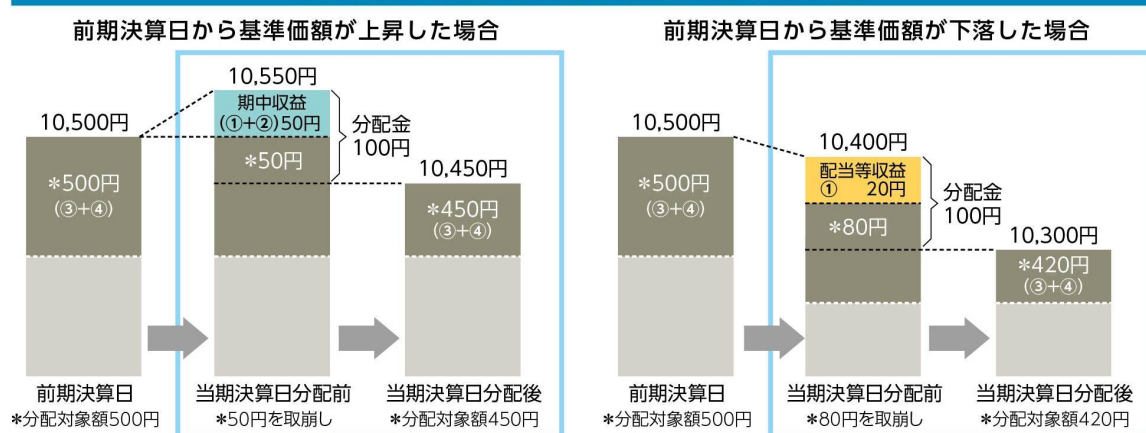 前期決算日から基準価額が上昇した場合
10,550円
期中収益
(①+②)50円
分配金
100円
10,500円
*500円
(③+④)
*50円
10,450円
*450円
(③+④)
前期決算日
*分配対象額500円
当期決算日分配前
*50円を取崩し
当期決算日分配後
*分配対象額450円
前期決算日から基準価額が下落した場合
10,500円
*500円
(③+④)
10,400円
配当等収益
① 20円
分配金
100円
*80円
10,300円
*420円
(③+④)
前期決算日
*分配対象額500円
当期決算日分配前
*80円を取崩し
当期決算日分配後
*分配対象額420円